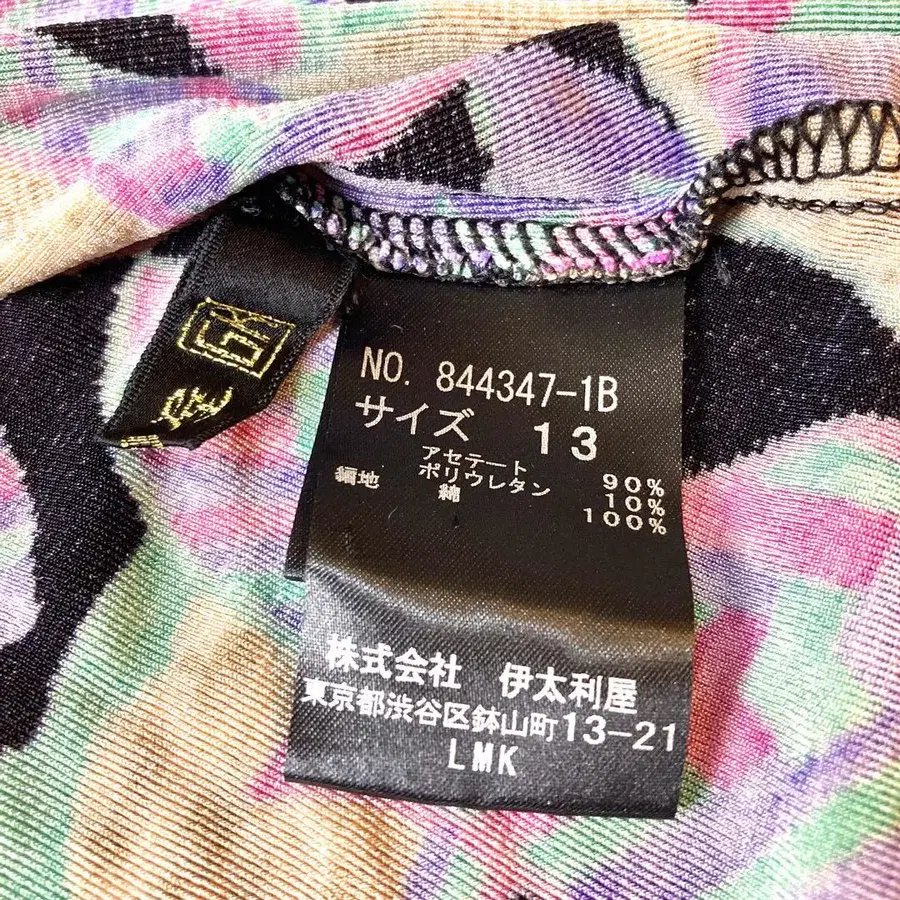 GK
NO. 844347-1B
サイズ 13
アセテート 90%
ポリウレタン 10%
編地 綿 100%
株式会社 伊太利屋
東京都渋谷区鉢山町13-21
LMK